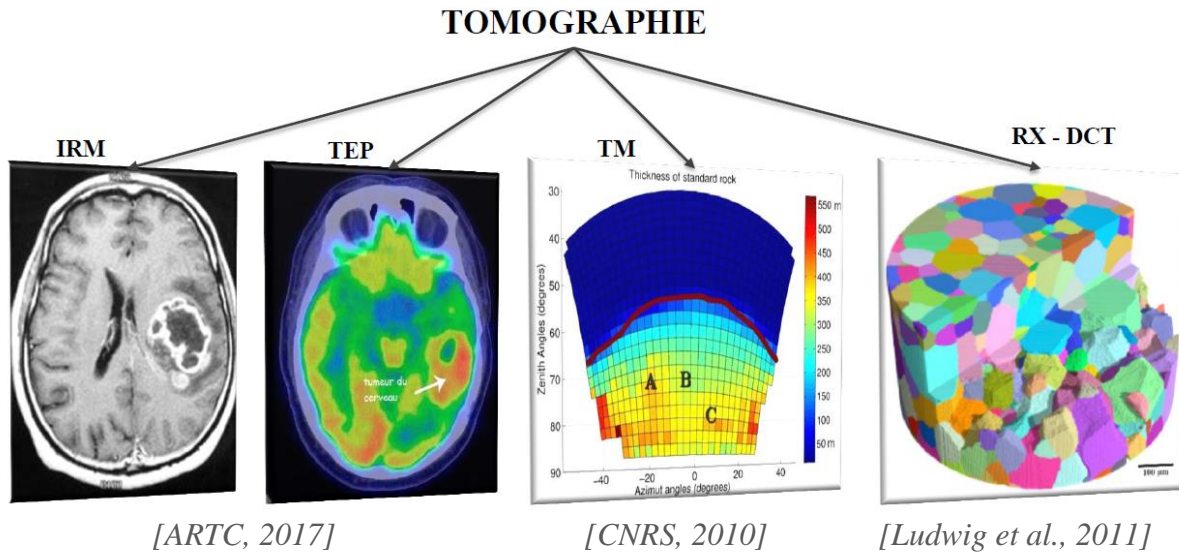 TOMOGRAPHIE
IRM
TEP
TM
RX - DCT
tumeur du
cerveau
Thickness of standard rock
Zenith Angles (degrees)
30
40
50
60
70
80
90
A
B
C
−40
−20
0
20
40
Azimut angles (degrees)
550 m
500
450
400
350
300
250
200
150
100
50 m
100 μm
[ARTC, 2017]
[CNRS, 2010]
[Ludwig et al., 2011]